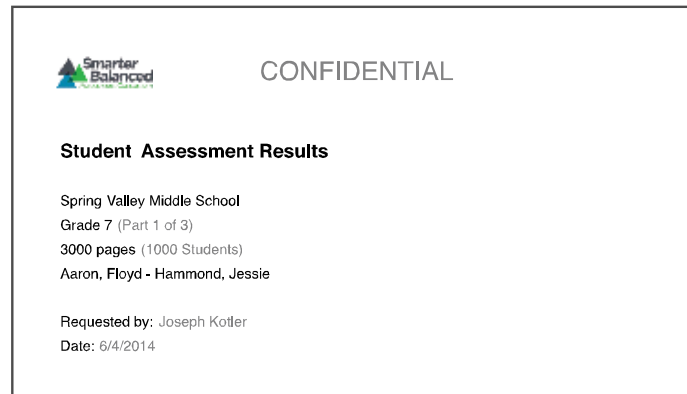 Smarter
Balanced
CONFIDENTIAL
Student Assessment Results
Spring Valley Middle School
Grade 7 (Part 1 of 3)
3000 pages (1000 Students)
Aaron, Floyd - Hammond, Jessie
Requested by: Joseph Kotler
Date: 6/4/2014